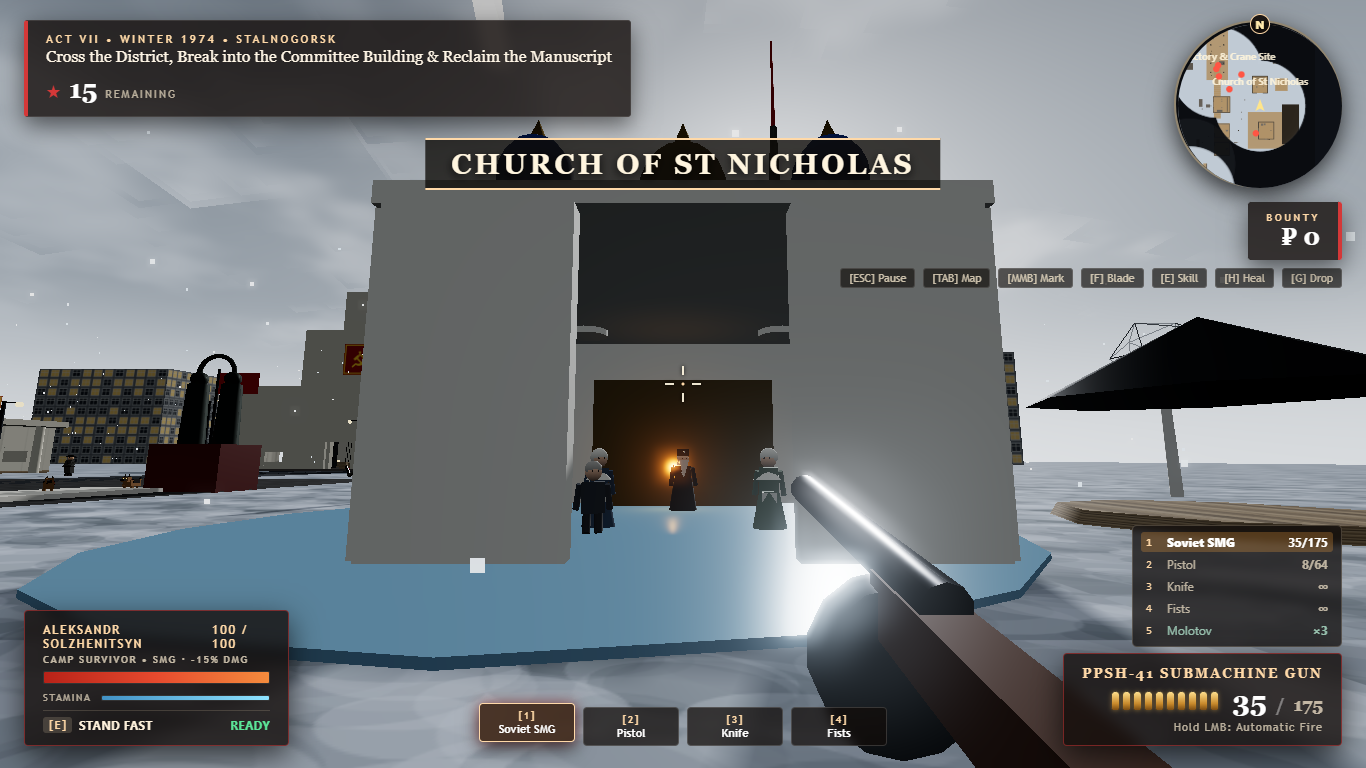 ACT VII • WINTER 1974 • STALNOGORSK
Cross the District, Break into the Committee Building & Reclaim the Manuscript
★ 15 REMAINING
N
ctory & Crane Site
Church of St Nicholas
CHURCH OF ST NICHOLAS
BOUNTY
₽ 0
[ESC] Pause [TAB] Map [MMB] Mark [F] Blade [E] Skill [H] Heal [G] Drop
1 Soviet SMG 35/175
2 Pistol 8/64
3 Knife ∞
4 Fists ∞
5 Molotov ×3
ALEKSANDR SOLZHENITSYN 100 / 100
CAMP SURVIVOR • SMG · -15% DMG
STAMINA
[E] STAND FAST READY
[1] Soviet SMG
[2] Pistol
[3] Knife
[4] Fists
PPSH-41 SUBMACHINE GUN
35 / 175
Hold LMB: Automatic Fire